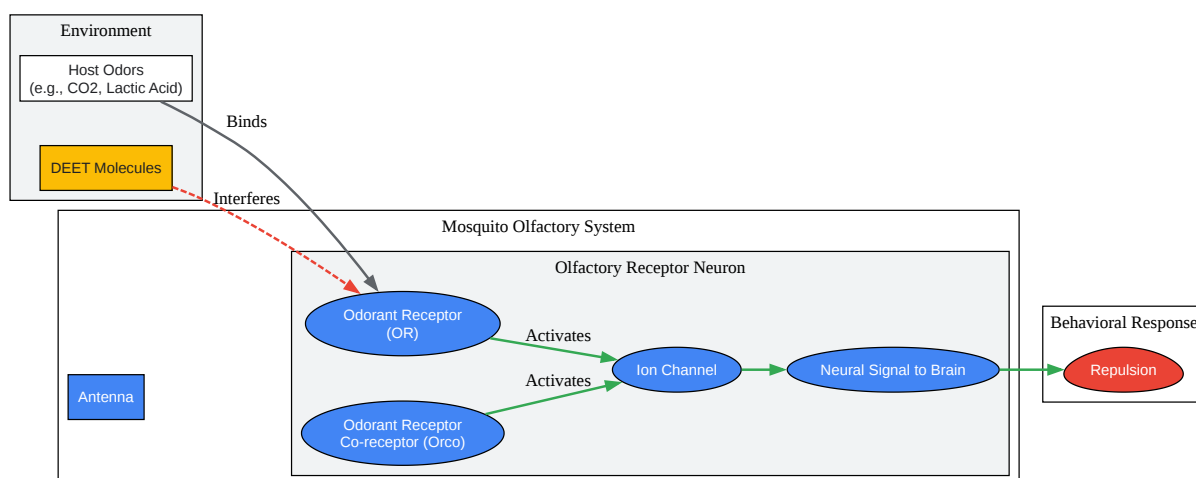 Environment
Host Odors
(e.g., CO2, Lactic Acid)
Binds
DEET Molecules
Interferes
Mosquito Olfactory System
Olfactory Receptor Neuron
Odorant Receptor
(OR)
Activates
Behavioral Response
Ion Channel
Neural Signal to Brain
Repulsion
Activates
Antenna
Odorant Receptor
Co-receptor (Orco)